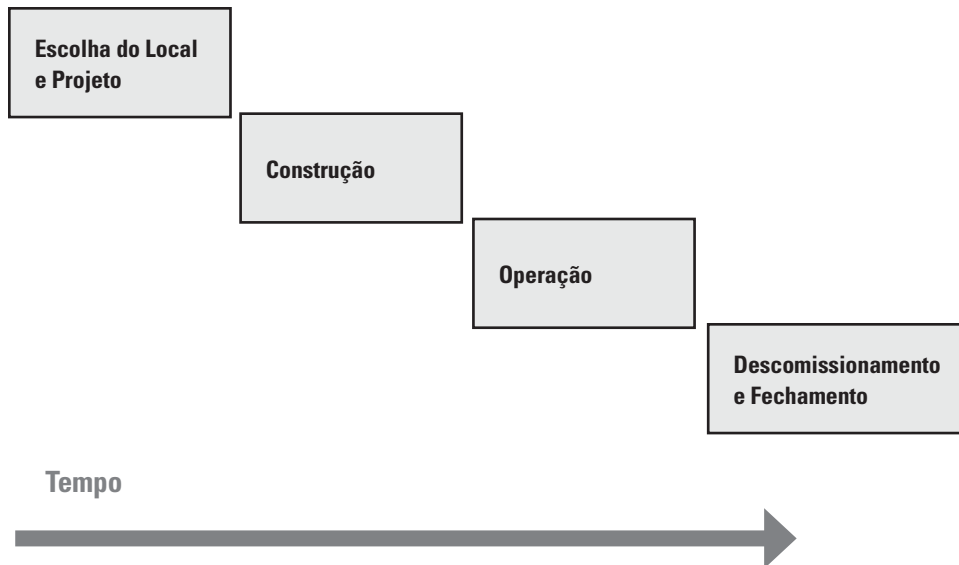 Escolha do Local
e Projeto
Construção
Operação
Descomissionamento
e Fechamento
Tempo